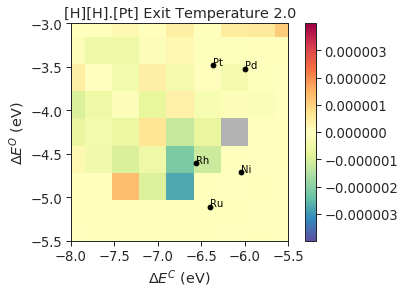 [H][H].[Pt] Exit Temperature 2.0
−3.0
−3.5
−4.0
−4.5
−5.0
−5.5
ΔE^O (eV)
Pt
Pd
Rh
Ni
Ru
−8.0 −7.5 −7.0 −6.5 −6.0 −5.5
ΔE^C (eV)
0.000003
0.000002
0.000001
0.000000
−0.000001
−0.000002
−0.000003